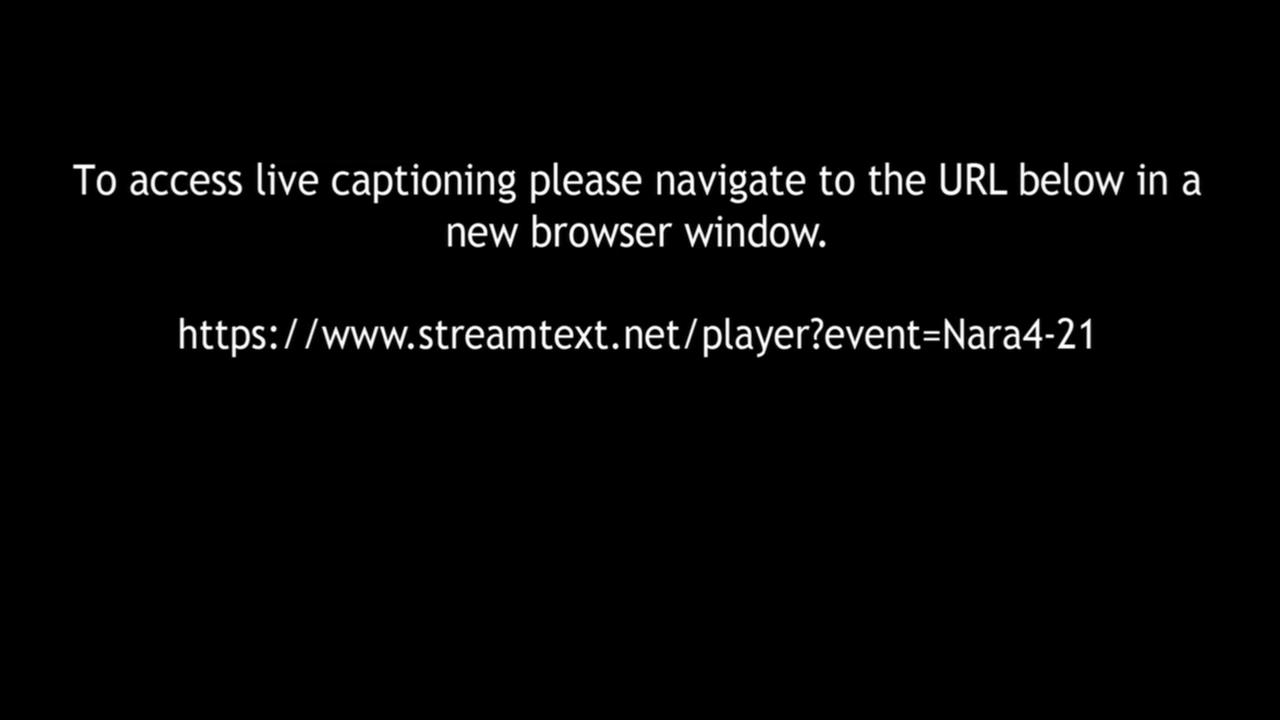 To access live captioning please navigate to the URL below in a
new browser window.
https://www.streamtext.net/player?event=Nara4-21